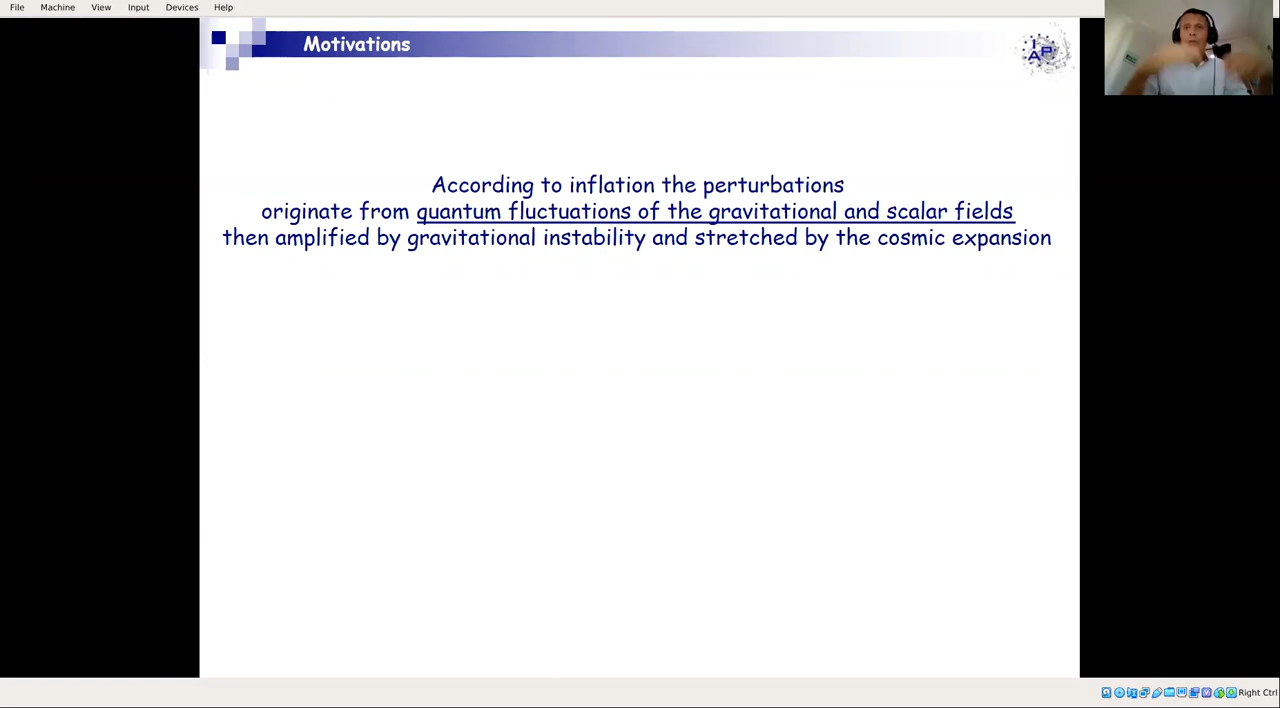 File Machine View Input Devices Help
Motivations
IAP
According to inflation the perturbations
originate from quantum fluctuations of the gravitational and scalar fields
then amplified by gravitational instability and stretched by the cosmic expansion
Right Ctrl